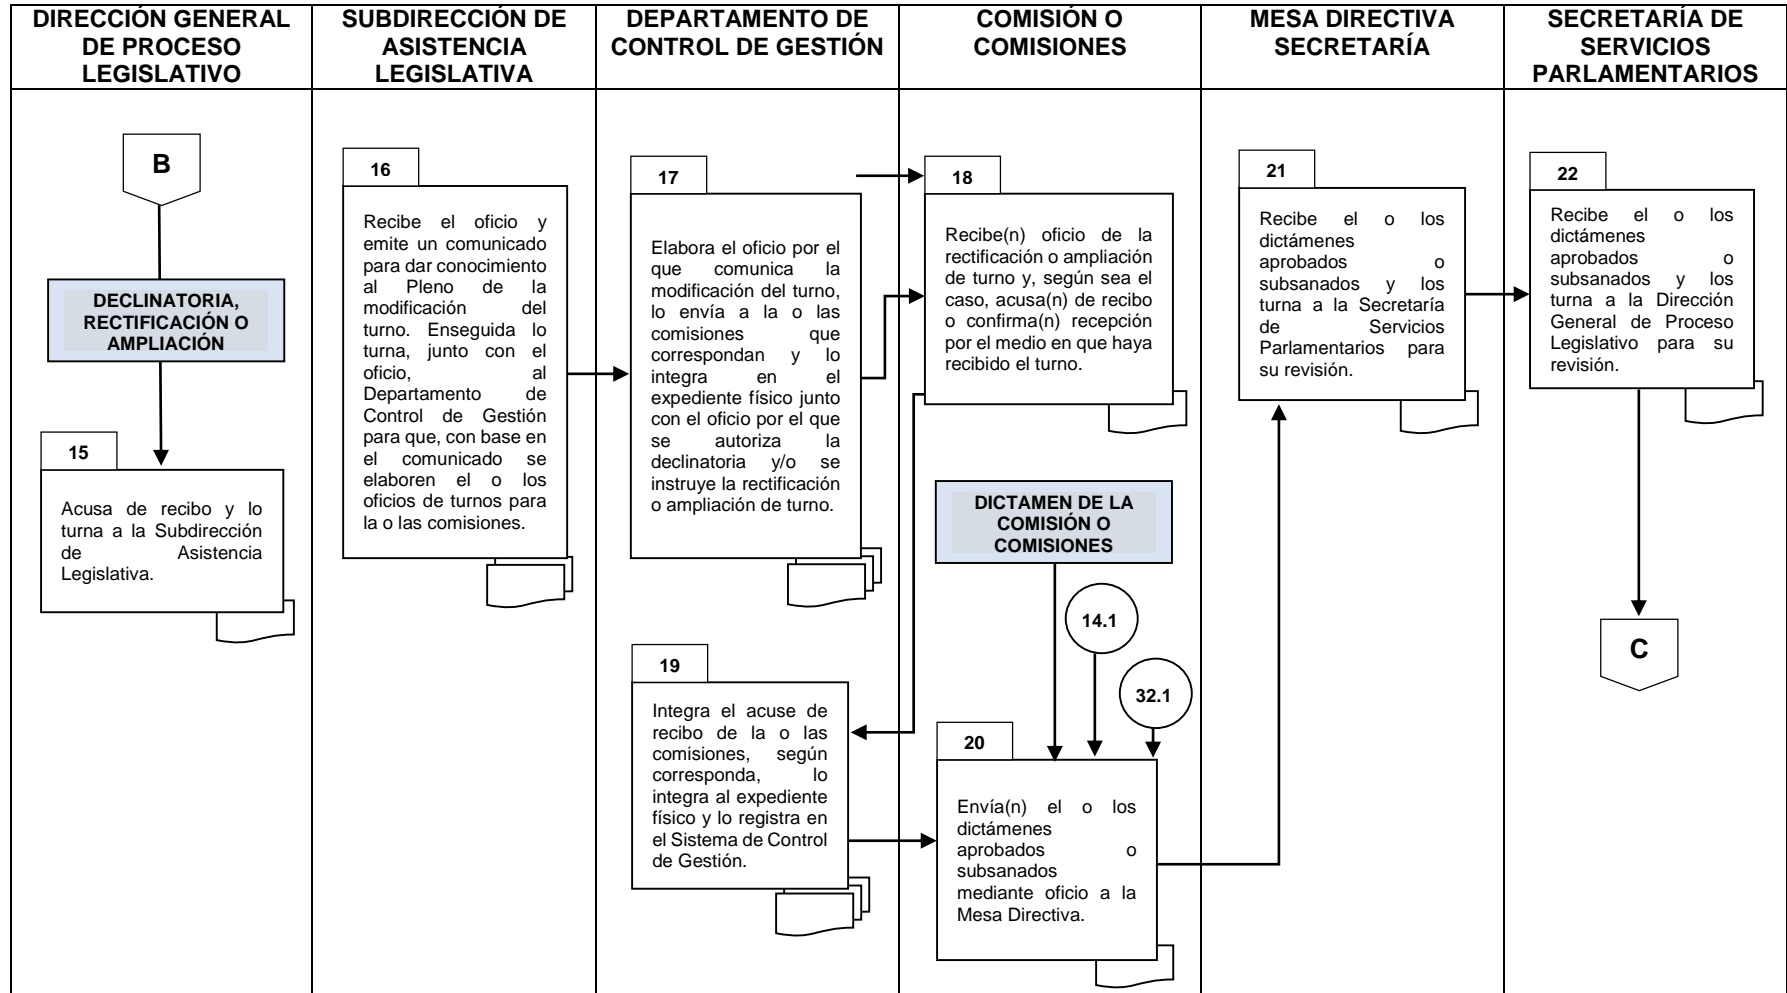 DIRECCIÓN GENERAL
DE PROCESO
LEGISLATIVO
SUBDIRECCIÓN DE
ASISTENCIA
LEGISLATIVA
DEPARTAMENTO DE
CONTROL DE GESTIÓN
COMISIÓN O
COMISIONES
MESA DIRECTIVA
SECRETARÍA
SECRETARÍA DE
SERVICIOS
PARLAMENTARIOS
B
DECLINATORIA,
RECTIFICACIÓN O
AMPLIACIÓN
15
Acusa de recibo y lo
turna a la Subdirección
de Asistencia
Legislativa.
16
Recibe el oficio y
emite un comunicado
para dar conocimiento
al Pleno de la
modificación del
turno. Enseguida lo
turna, junto con el
oficio, al
Departamento de
Control de Gestión
para que, con base en
el comunicado se
elaboren el o los
oficios de turnos para
la o las comisiones.
17
Elabora el oficio por el
que comunica la
modificación del turno,
lo envía a la o las
comisiones que
correspondan y lo
integra en el
expediente físico junto
con el oficio por el que
se autoriza la
declinatoria y/o se
instruye la rectificación
o ampliación de turno.
18
Recibe(n) oficio de la
rectificación o ampliación
de turno y, según sea el
caso, acusa(n) de recibo
o confirma(n) recepción
por el medio en que haya
recibido el turno.
19
Integra el acuse de
recibo de la o las
comisiones, según
corresponda, lo
integra al expediente
físico y lo registra en
el Sistema de Control
de Gestión.
DICTAMEN DE LA
COMISIÓN O
COMISIONES
14.1
32.1
20
Envía(n) el o los
dictámenes
aprobados o
subsanados
mediante oficio a la
Mesa Directiva.
21
Recibe el o los
dictámenes
aprobados o
subsanados y los
turna a la Secretaría
de Servicios
Parlamentarios para
su revisión.
22
Recibe el o los
dictámenes
aprobados o
subsanados y los
turna a la Dirección
General de Proceso
Legislativo para su
revisión.
C